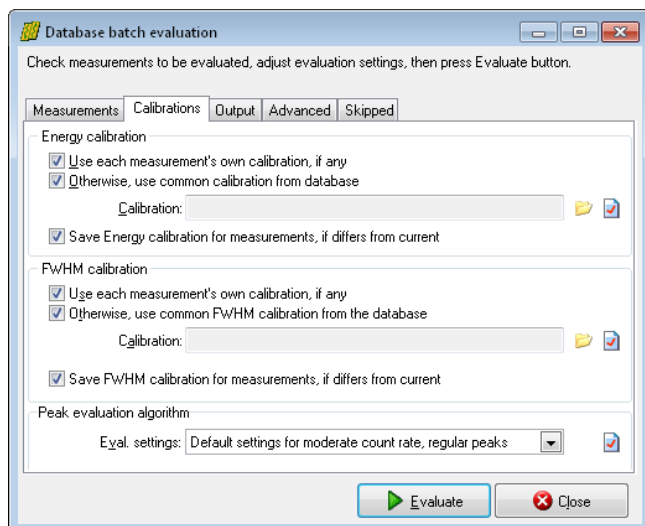 Database batch evaluation
Check measurements to be evaluated, adjust evaluation settings, then press Evaluate button.
Measurements Calibrations Output Advanced Skipped
Energy calibration
Use each measurement's own calibration, if any
Otherwise, use common calibration from database
Calibration:
Save Energy calibration for measurements, if differs from current
FWHM calibration
Use each measurement's own calibration, if any
Otherwise, use common FWHM calibration from the database
Calibration:
Save FWHM calibration for measurements, if differs from current
Peak evaluation algorithm
Eval. settings: Default settings for moderate count rate, regular peaks
Evaluate Close